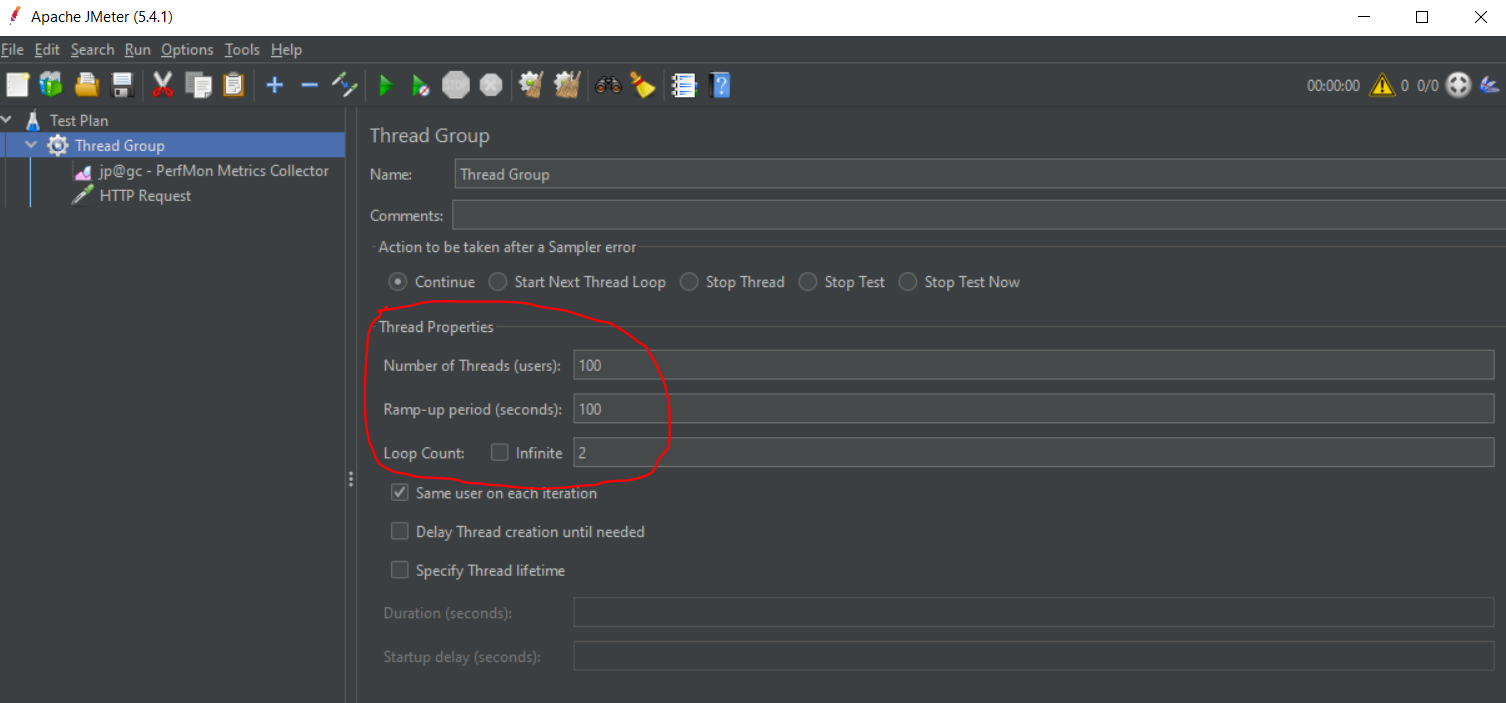 Apache JMeter (5.4.1)
File Edit Search Run Options Tools Help
STOP 00:00:00 0 0/0
Test Plan
Thread Group
jp@gc - PerfMon Metrics Collector
HTTP Request
Thread Group
Name: Thread Group
Comments:
Action to be taken after a Sampler error
Continue Start Next Thread Loop Stop Thread Stop Test Stop Test Now
Thread Properties
Number of Threads (users): 100
Ramp-up period (seconds): 100
Loop Count: Infinite 2
Same user on each iteration
Delay Thread creation until needed
Specify Thread lifetime
Duration (seconds):
Startup delay (seconds):